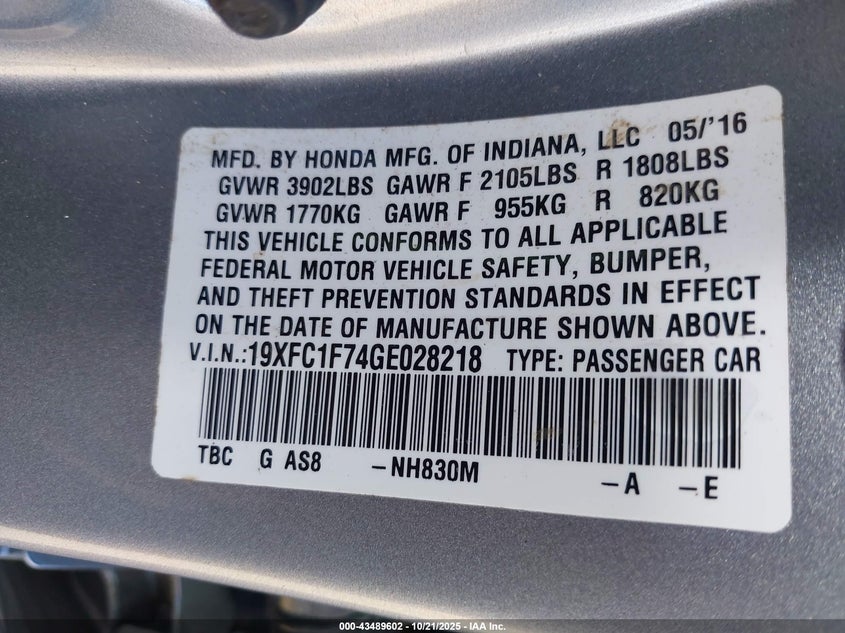 MFD. BY HONDA MFG. OF INDIANA, LLC 05/'16
GVWR 3902LBS GAWR F 2105LBS R 1808LBS
GVWR 1770KG GAWR F 955KG R 820KG
THIS VEHICLE CONFORMS TO ALL APPLICABLE
FEDERAL MOTOR VEHICLE SAFETY, BUMPER,
AND THEFT PREVENTION STANDARDS IN EFFECT
ON THE DATE OF MANUFACTURE SHOWN ABOVE.
V.I.N.:19XFC1F74GE028218 TYPE: PASSENGER CAR
TBC G AS8 -NH830M -A -E
000-43489602 - 10/21/2025 - IAA Inc.